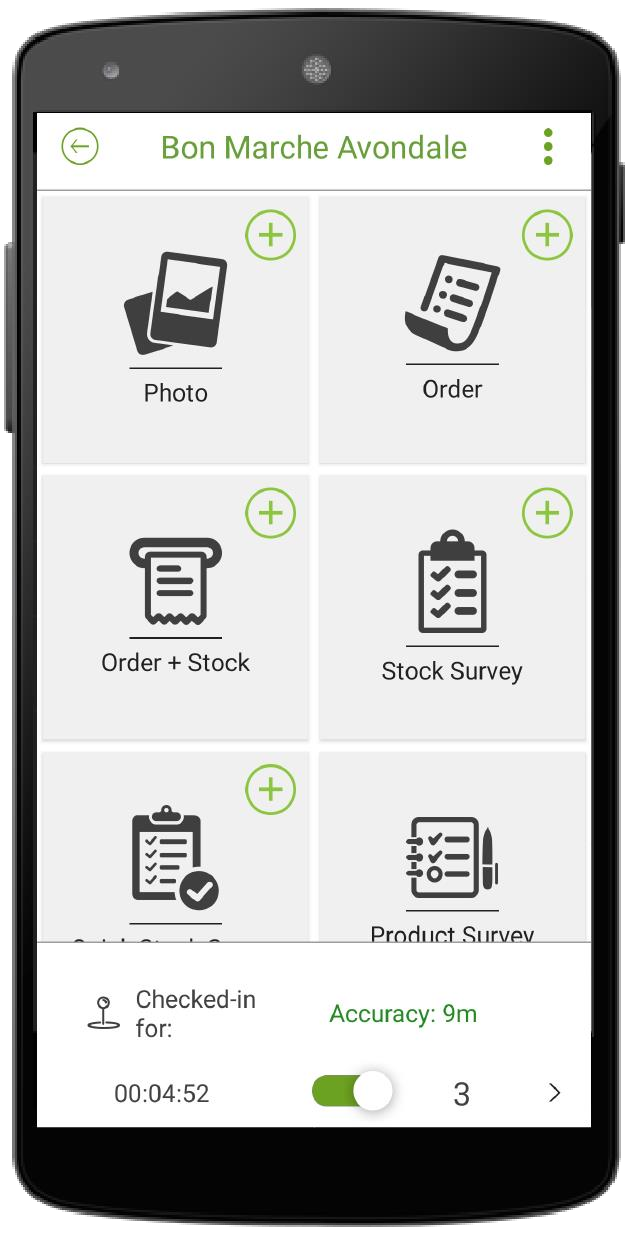 Bon Marche Avondale
Photo
Order
Order + Stock
Stock Survey
Product Survey
Checked-in
for:
Accuracy: 9m
00:04:52
3